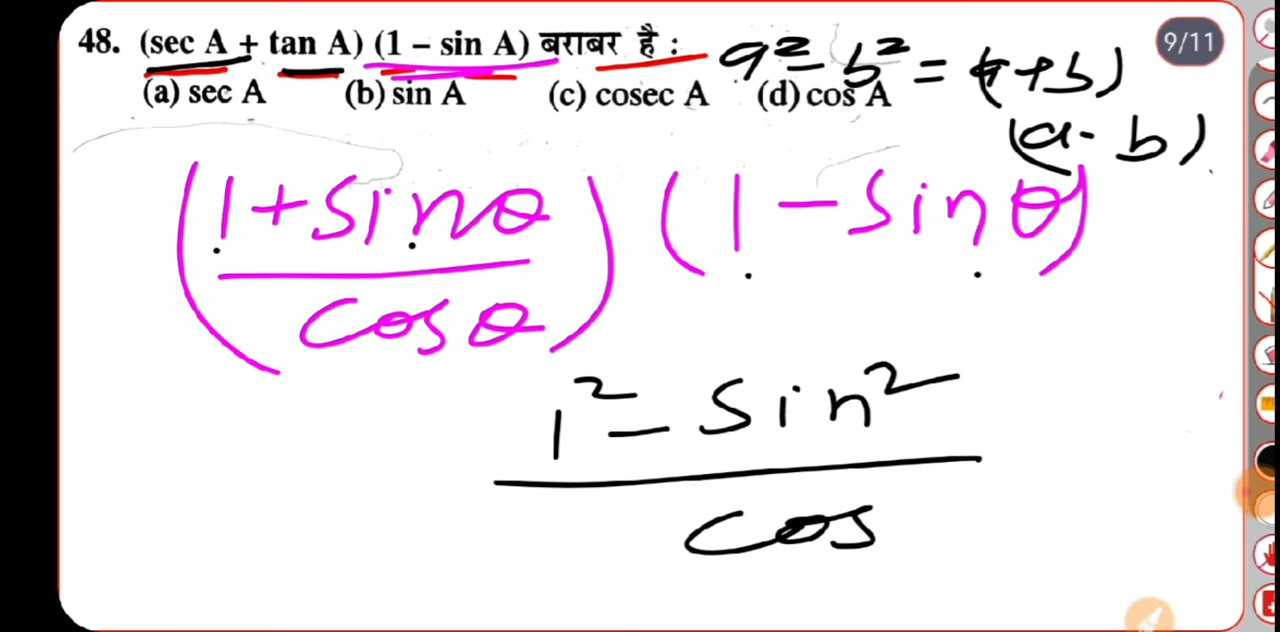 48. (sec A + tan A) (1 – sin A) बराबर है :
(a) sec A (b) sin A (c) cosec A (d) cos A
9/11
a² – b² = (a + b)
(a - b)
(1 + sinθ / cosθ) (1 – sinθ)
1² – sin²
cos